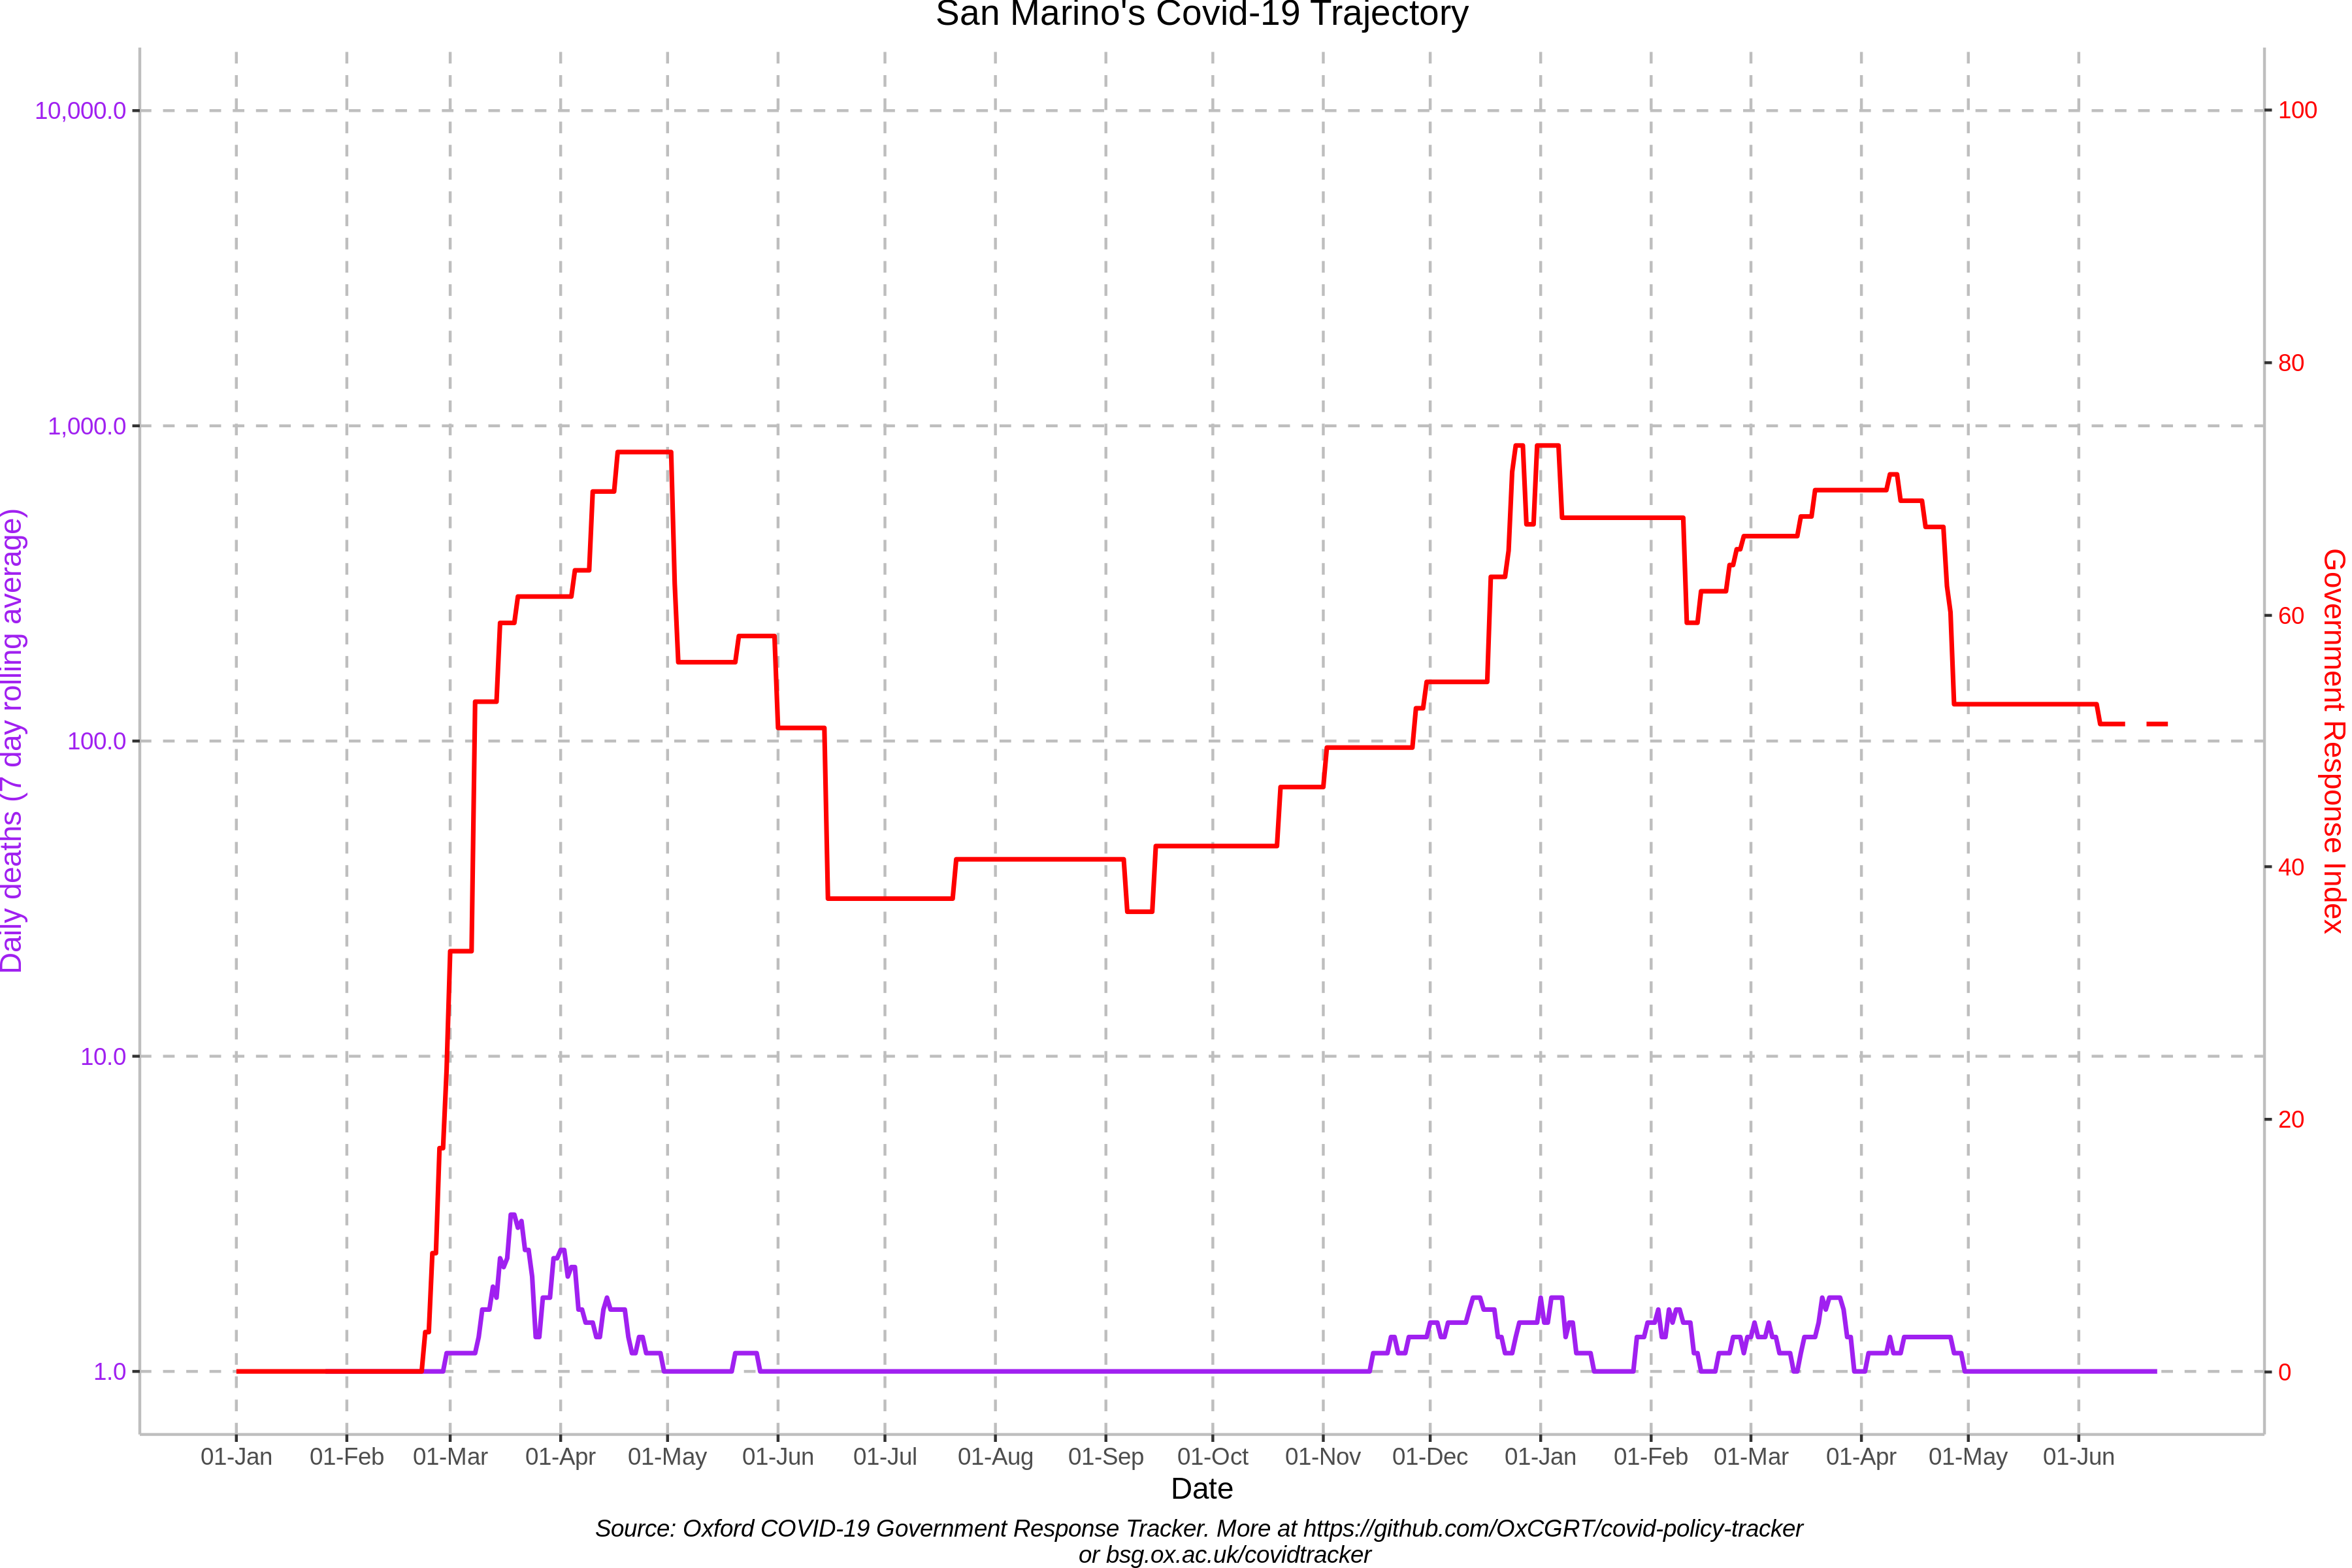 San Marino's Covid-19 Trajectory
10,000.0
1,000.0
100.0
10.0
1.0
Daily deaths (7 day rolling average)
100
80
60
40
20
0
Government Response Index
01-Jan 01-Feb 01-Mar 01-Apr 01-May 01-Jun 01-Jul 01-Aug 01-Sep 01-Oct 01-Nov 01-Dec 01-Jan 01-Feb 01-Mar 01-Apr 01-May 01-Jun
Date
Source: Oxford COVID-19 Government Response Tracker. More at https://github.com/OxCGRT/covid-policy-tracker
or bsg.ox.ac.uk/covidtracker